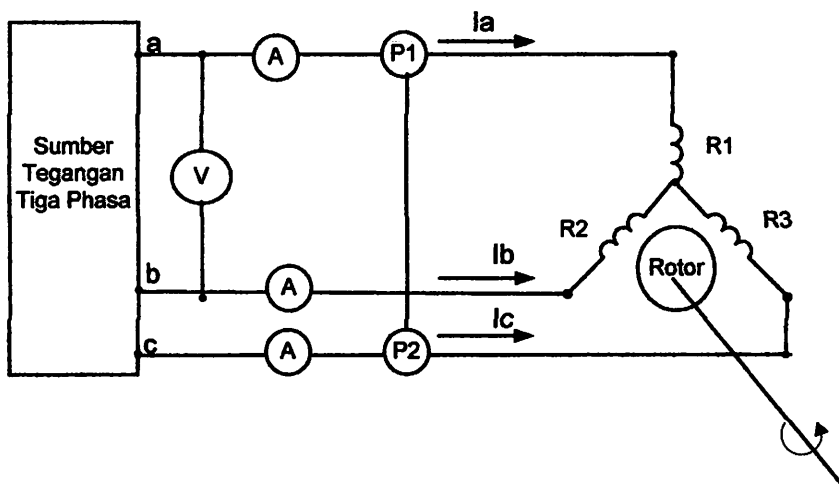 a
A
P1
Ia
Sumber
Tegangan
Tiga Phasa
V
R1
R2
R3
b
A
Ib
Rotor
c
A
P2
Ic